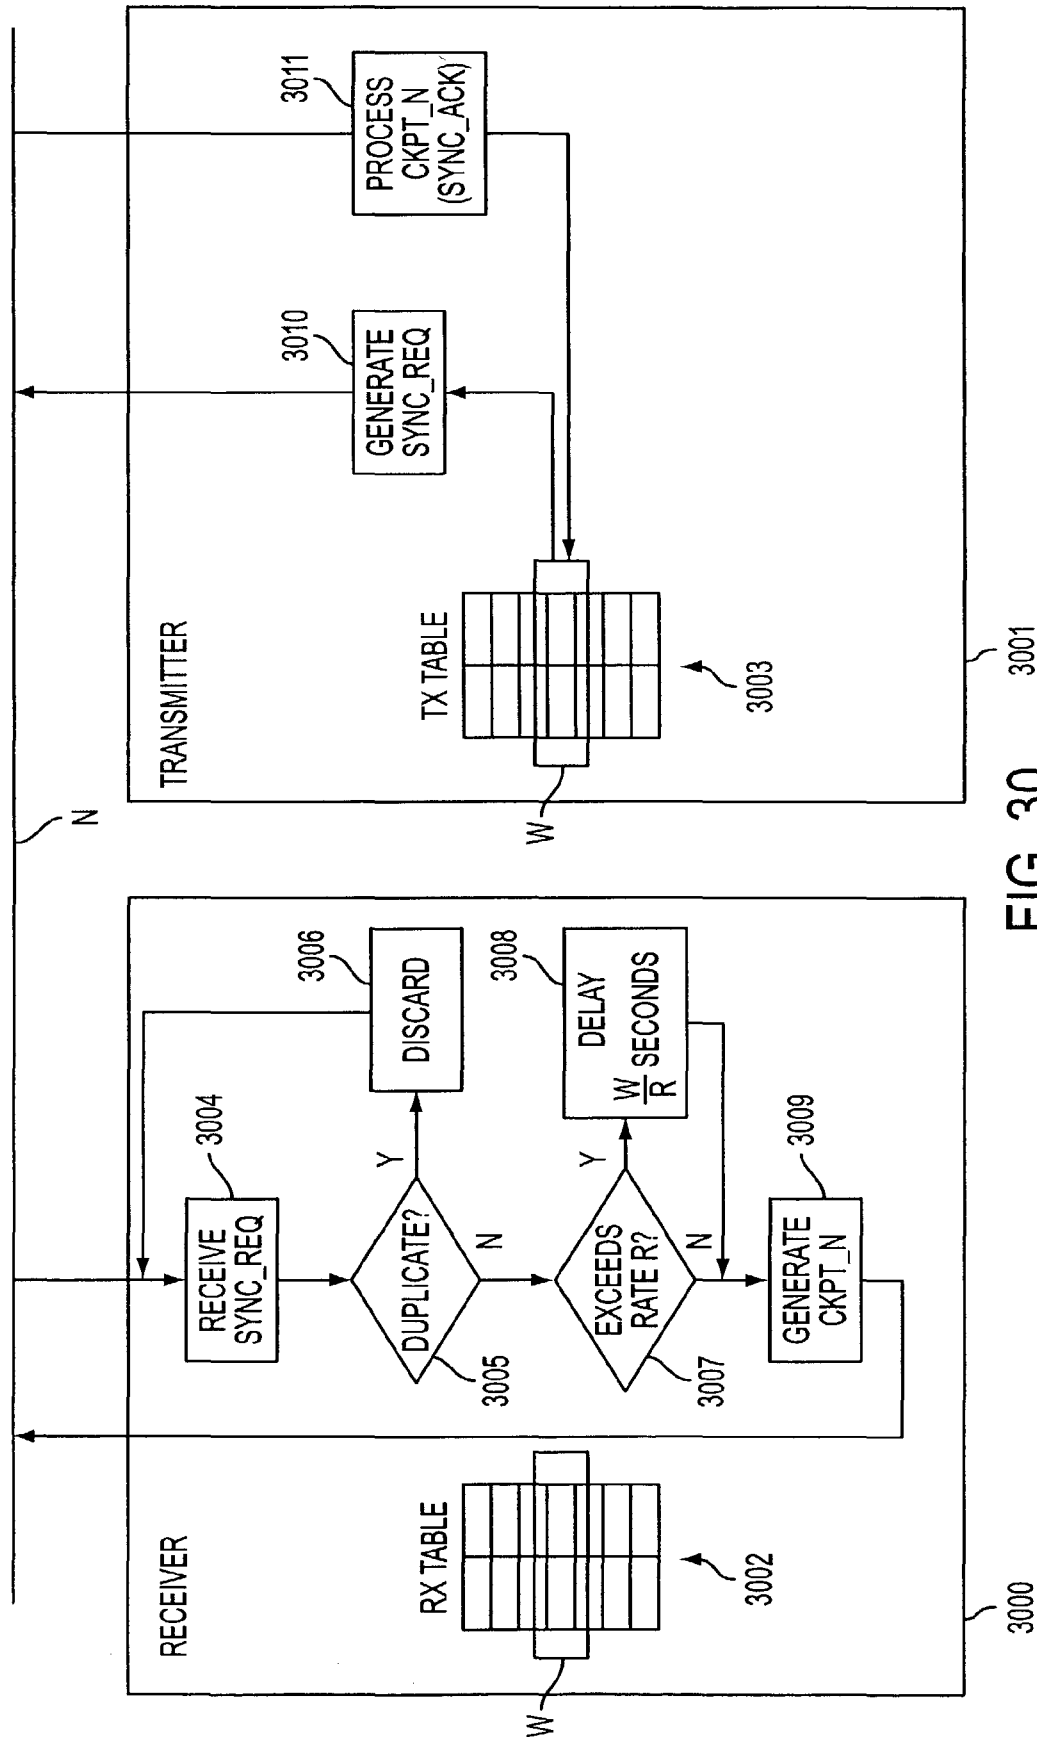 N
RECEIVER
RX TABLE
W
3002
RECEIVE
SYNC_REQ
3004
DUPLICATE?
3005
Y
N
DISCARD
3006
EXCEEDS
RATE R?
3007
Y
N
DELAY
W
R
SECONDS
3008
GENERATE
CKPT_N
3009
3000
TRANSMITTER
TX TABLE
W
3003
GENERATE
SYNC_REQ
3010
PROCESS
CKPT_N
(SYNC_ACK)
3011
3001
FIG. 30